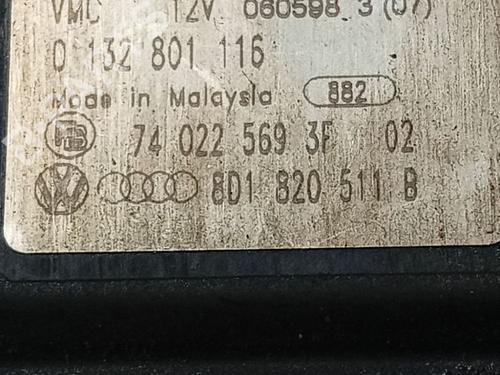 VMC 12V 060598 3 (07)
0 132 801 116
Made in Malaysia 882
74 022 569 3F 02
8D1 820 511 B